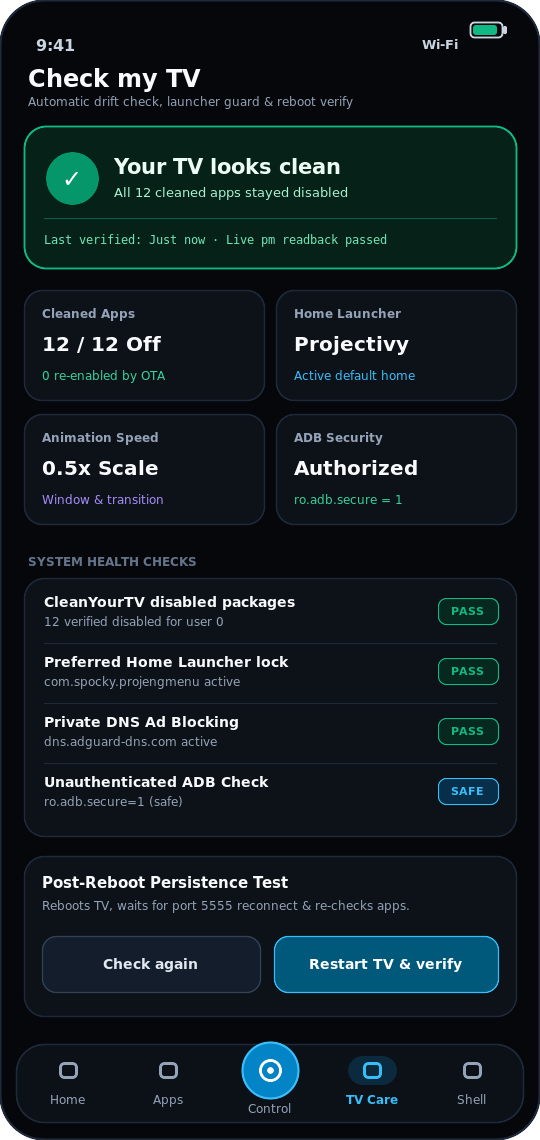 9:41
Wi-Fi
Check my TV
Automatic drift check, launcher guard & reboot verify
✓
Your TV looks clean
All 12 cleaned apps stayed disabled
Last verified: Just now · Live pm readback passed
Cleaned Apps
12 / 12 Off
0 re-enabled by OTA
Home Launcher
Projectivy
Active default home
Animation Speed
0.5x Scale
Window & transition
ADB Security
Authorized
ro.adb.secure = 1
SYSTEM HEALTH CHECKS
CleanYourTV disabled packages
12 verified disabled for user 0
PASS
Preferred Home Launcher lock
com.spocky.projengmenu active
PASS
Private DNS Ad Blocking
dns.adguard-dns.com active
PASS
Unauthenticated ADB Check
ro.adb.secure=1 (safe)
SAFE
Post-Reboot Persistence Test
Reboots TV, waits for port 5555 reconnect & re-checks apps.
Check again
Restart TV & verify
Home
Apps
Control
TV Care
Shell